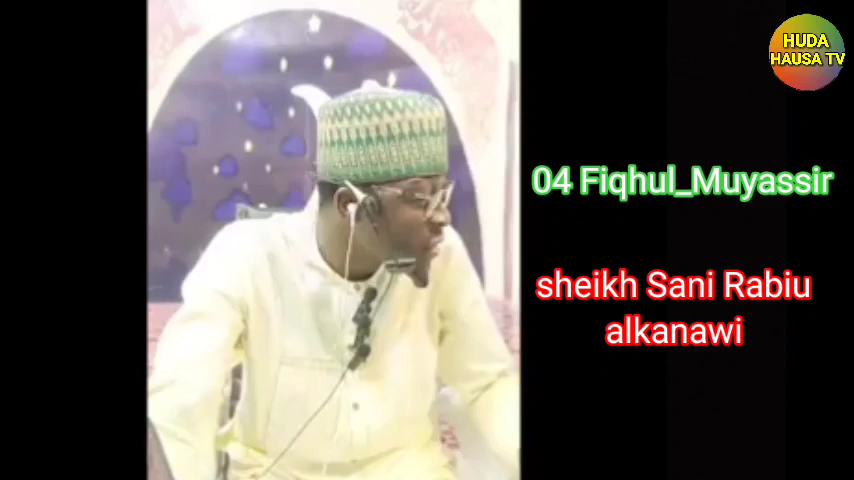 HUDA
HAUSA TV
04 Fiqhul_Muyassir
sheikh Sani Rabiu
alkanawi